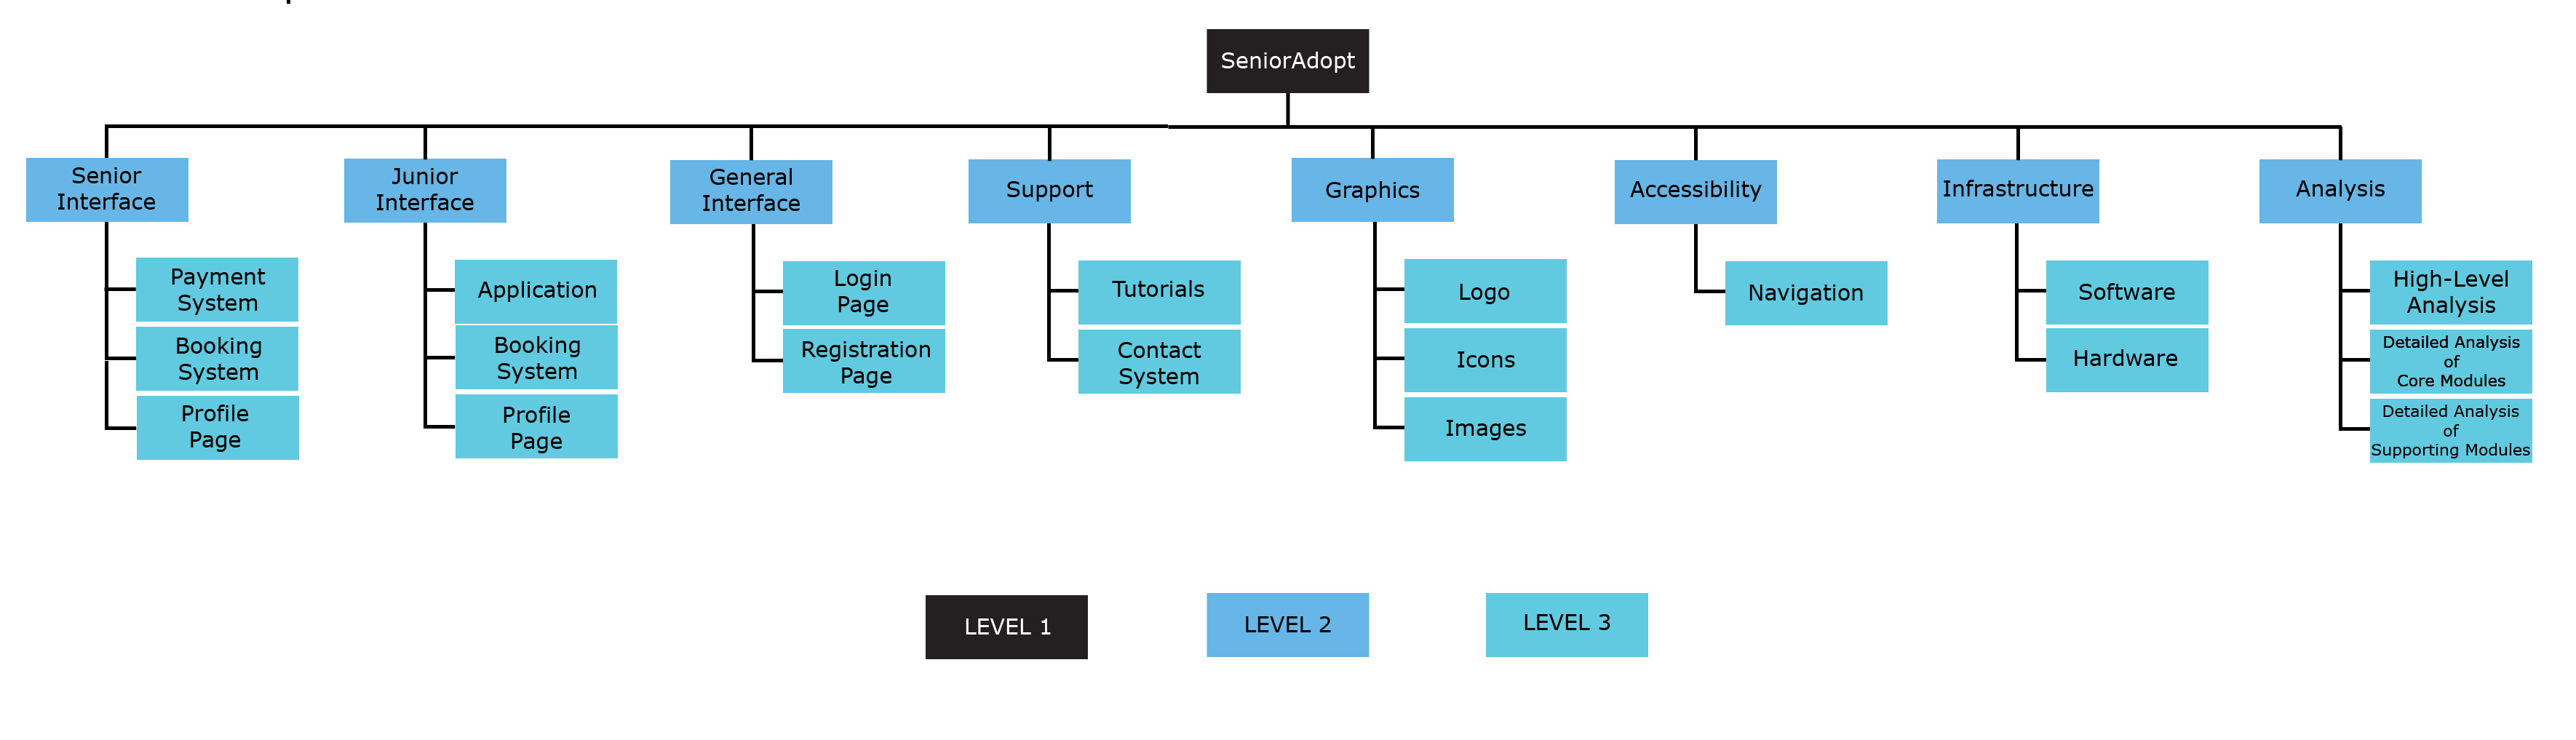 SeniorAdopt
Senior
Interface
Junior
Interface
General
Interface
Support
Graphics
Accessibility
Infrastructure
Analysis
Payment
System
Booking
System
Profile
Page
Application
Booking
System
Profile
Page
Login
Page
Registration
Page
Tutorials
Contact
System
Logo
Icons
Images
Navigation
Software
Hardware
High-Level
Analysis
Detailed Analysis
of
Core Modules
Detailed Analysis
of
Supporting Modules
LEVEL 1
LEVEL 2
LEVEL 3